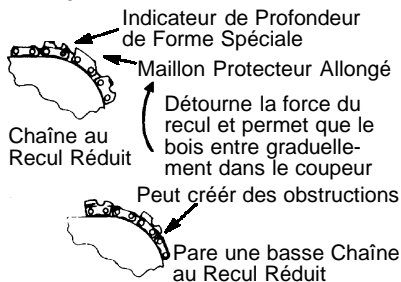 Indicateur de Profondeur
de Forme Spéciale
Maillon Protecteur Allongé
Détourne la force du
recul et permet que le
bois entre graduelle-
ment dans le coupeur
Chaîne au
Recul Réduit
Peut créér des obstructions
Pare une basse Chaîne
au Recul Réduit